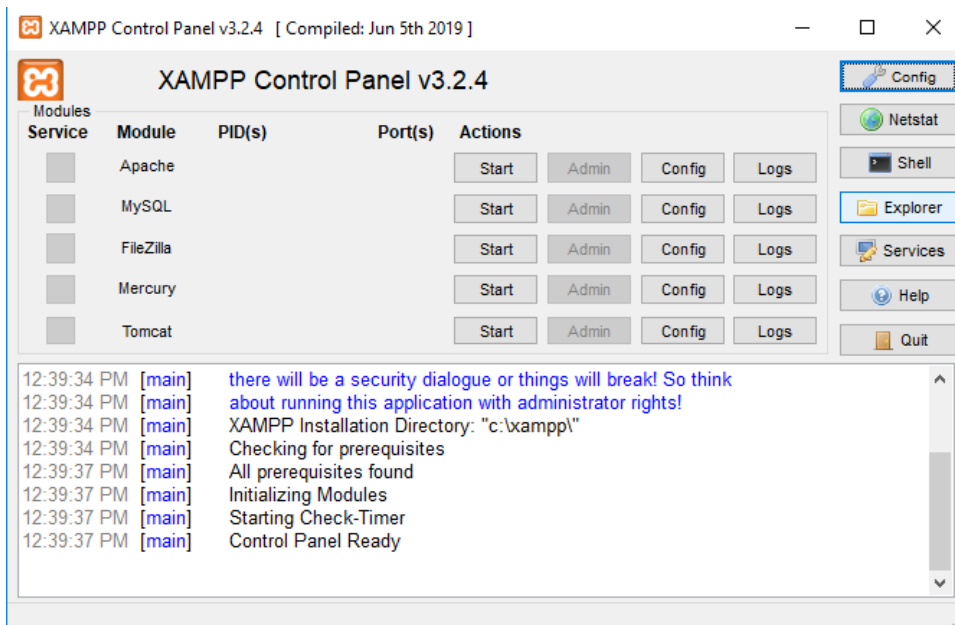 XAMPP Control Panel v3.2.4 [ Compiled: Jun 5th 2019 ]
XAMPP Control Panel v3.2.4
Config
Modules
Service Module PID(s) Port(s) Actions
Netstat
Apache Start Admin Config Logs
Shell
MySQL Start Admin Config Logs
Explorer
FileZilla Start Admin Config Logs
Services
Mercury Start Admin Config Logs
Help
Tomcat Start Admin Config Logs
Quit
12:39:34 PM [main] there will be a security dialogue or things will break! So think
12:39:34 PM [main] about running this application with administrator rights!
12:39:34 PM [main] XAMPP Installation Directory: "c:\xampp\"
12:39:34 PM [main] Checking for prerequisites
12:39:37 PM [main] All prerequisites found
12:39:37 PM [main] Initializing Modules
12:39:37 PM [main] Starting Check-Timer
12:39:37 PM [main] Control Panel Ready